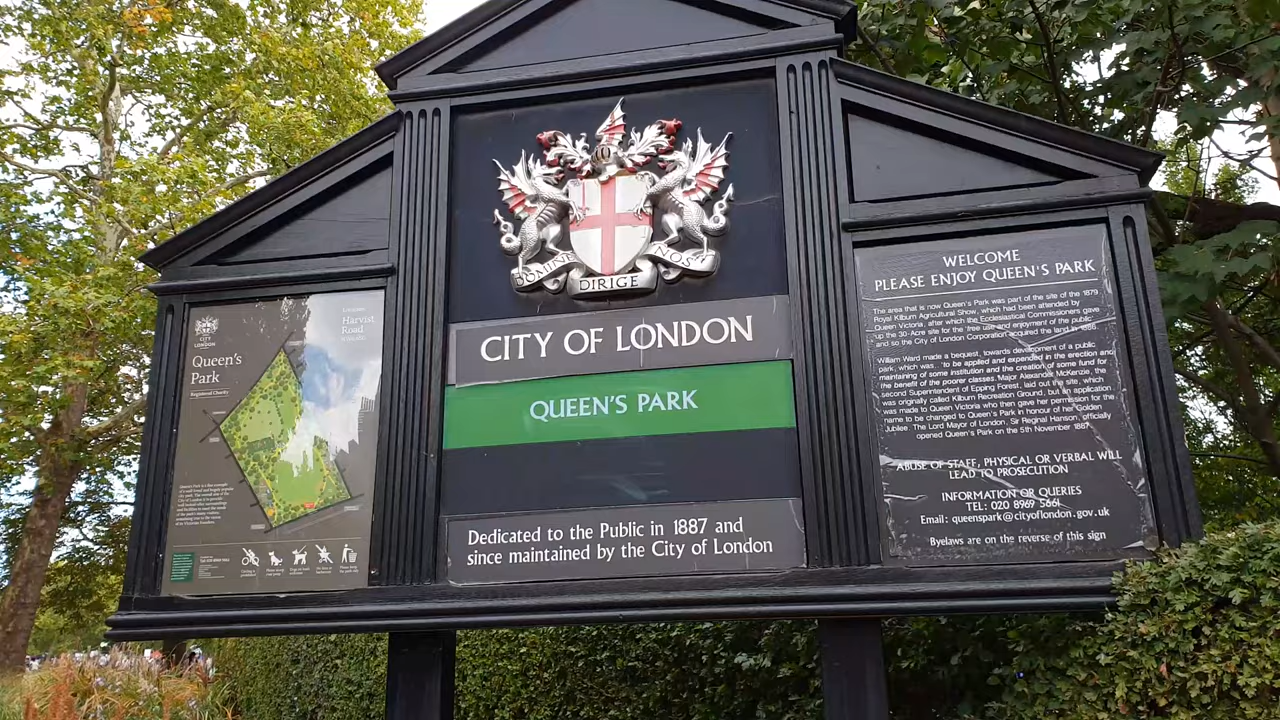 CITY
LONDON
Queen's
Park
Registered Charity
Harvist
Road
DOMINE DIRIGE NOS
CITY OF LONDON
QUEEN'S PARK
Dedicated to the Public in 1887 and
since maintained by the City of London
WELCOME
PLEASE ENJOY QUEEN'S PARK
The area that is now Queen's Park was part of the site of the 1879
Royal Kilburn Agricultural Show, which had been attended by
Queen Victoria, after which the Ecclesiastical Commissioners gave
up the 30-Acre site for the 'free use and enjoyment of the public'
and so the City of London Corporation acquired the land in 1886
William Ward made a bequest, towards development of a public
park, which was... 'to be applied and expended in the erection and
maintaining of some institution and the creation of some fund for
the benefit of the poorer classes. Major Alexander McKenzie, the
second Superintendent of Epping Forest, laid out the site, which
was originally called Kilburn Recreation Ground, but an application
was made to Queen Victoria who then gave her permission for the
name to be changed to Queen's Park in honour of her Golden
Jubilee. The Lord Mayor of London, Sir Reginal Hanson, officially
opened Queen's Park on the 5th November 1887
ABUSE OF STAFF, PHYSICAL OR VERBAL WILL
LEAD TO PROSECUTION
INFORMATION OR QUERIES
TEL: 020 8969 5661
Email: queenspark@cityoflondon.gov.uk
Byelaws are on the reverse of this sign